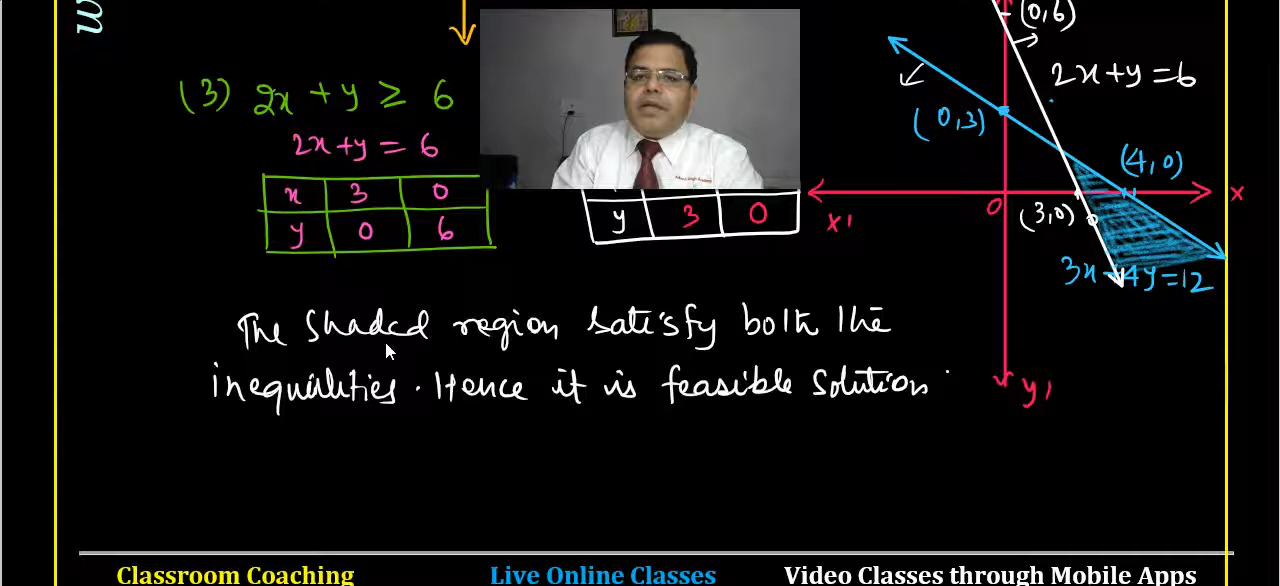 (3) 2x + y ≥ 6
2x+y = 6
x 3 0
y 0 6
y 3 0
(0,6)
2x+y=6
(0,3)
(4,0)
x
0
x'
(3,0)
3x+4y=12
y'
The shaded region satisfy both the
inequalities. Hence it is feasible solution.
Classroom Coaching Live Online Classes Video Classes through Mobile Apps